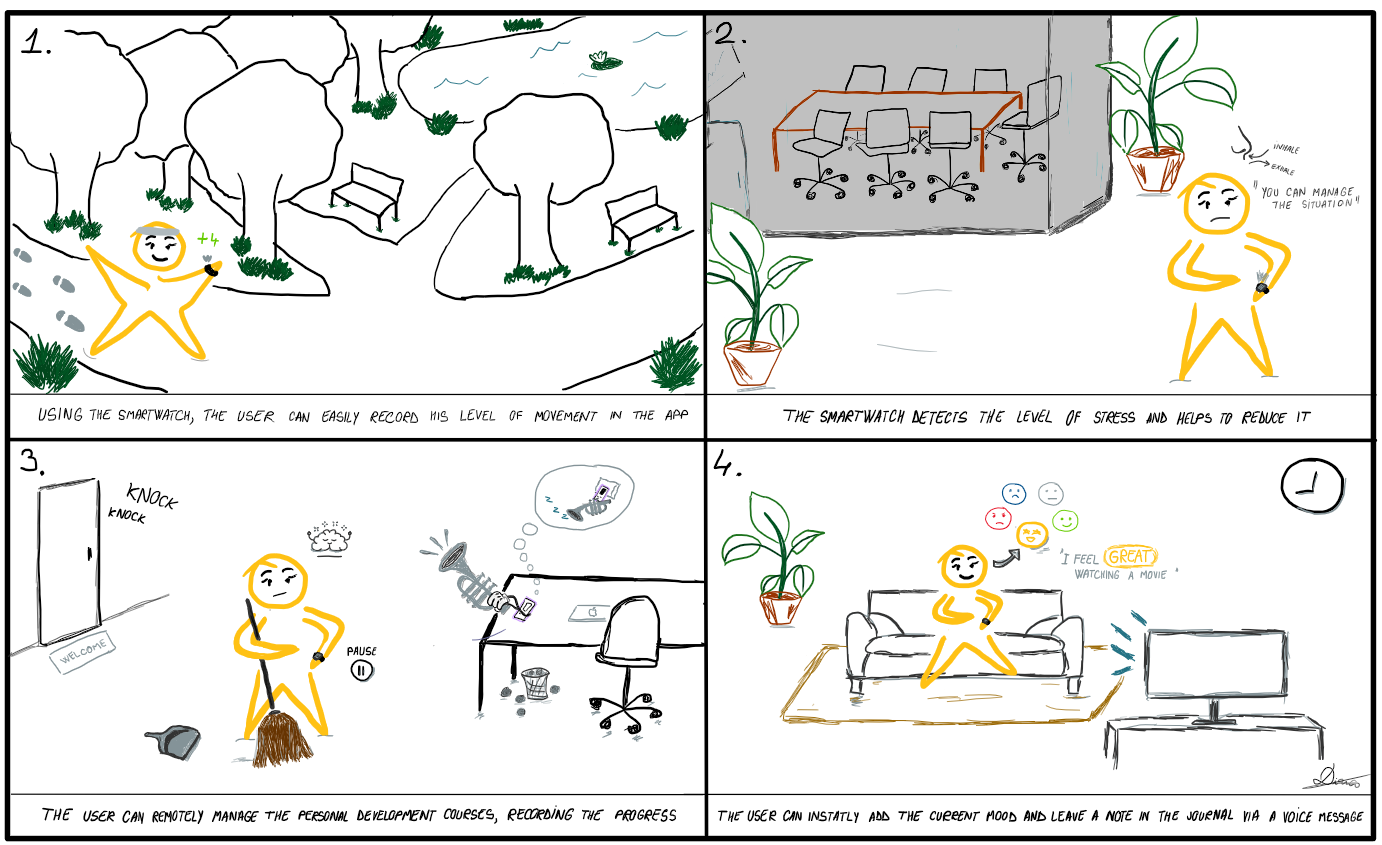 1.
+4
USING THE SMARTWATCH, THE USER CAN EASILY RECORD HIS LEVEL OF MOVEMENT IN THE APP
2.
INHALE
EXHALE
"YOU CAN MANAGE
THE SITUATION"
THE SMARTWATCH DETECTS THE LEVEL OF STRESS AND HELPS TO REDUCE IT
3.
KNOCK
KNOCK
WELCOME
PAUSE
z
z
z
THE USER CAN REMOTELY MANAGE THE PERSONAL DEVELOPMENT COURSES, RECORDING THE PROGRESS
4.
"I FEEL GREAT
WATCHING A MOVIE"
THE USER CAN INSTATLY ADD THE CURRENT MOOD AND LEAVE A NOTE IN THE JOURNAL VIA A VOICE MESSAGE